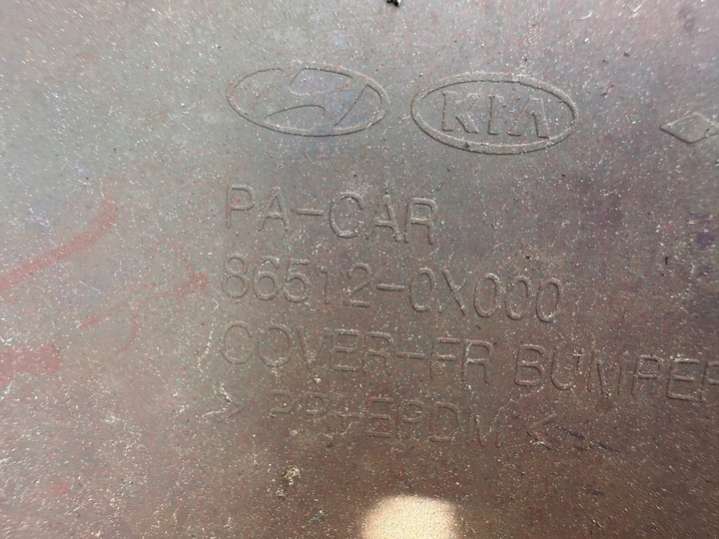 KIA
PA-CAR
86512-0X000
COVER-FR BUMPER
>PP+EPDM<